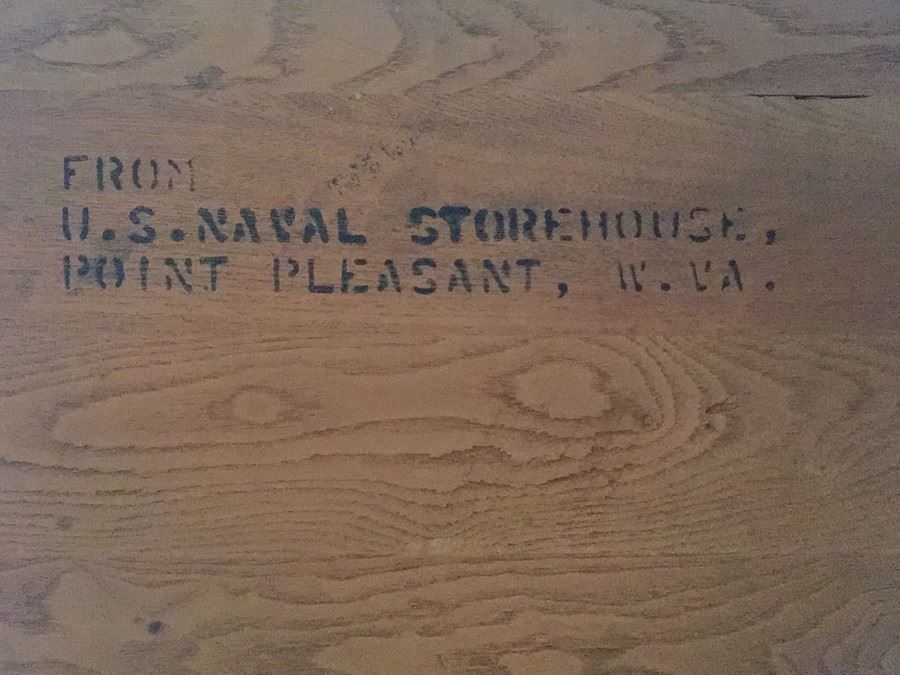 FROM
U.S.NAVAL STOREHOUSE,
POINT PLEASANT, W.VA.